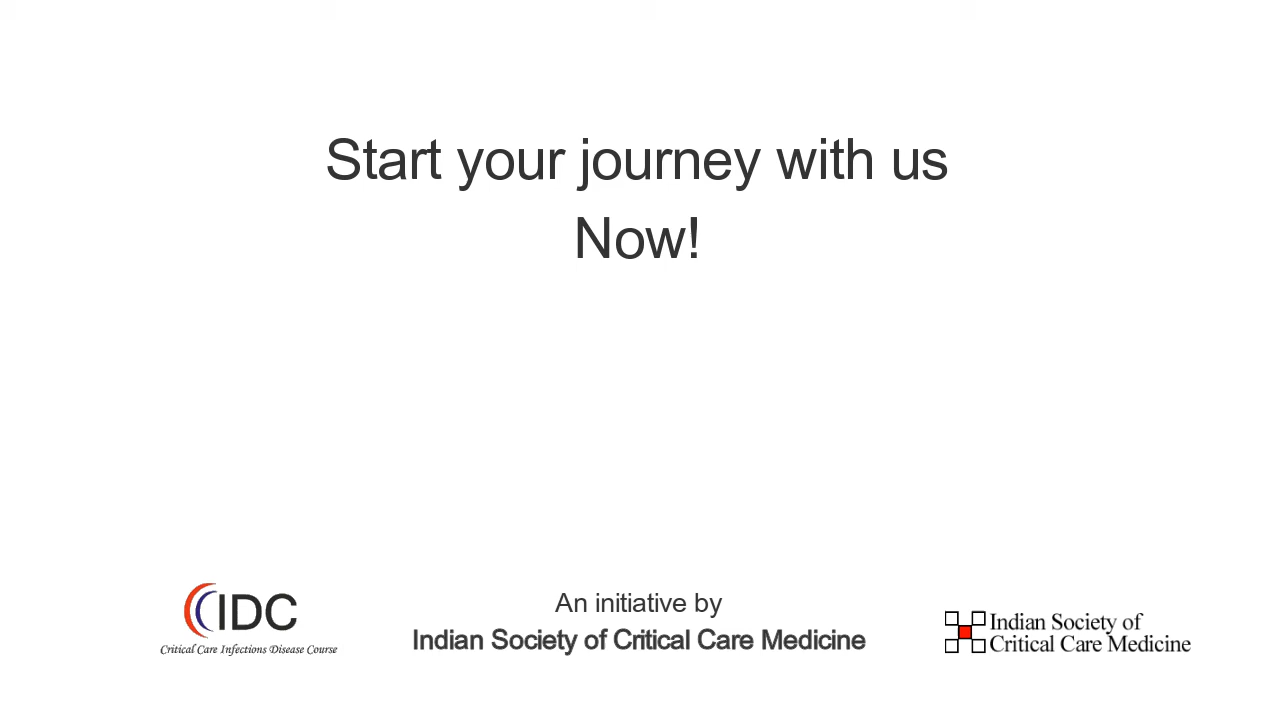 Start your journey with us
Now!
IDC
Critical Care Infections Disease Course
An initiative by
Indian Society of Critical Care Medicine
Indian Society of
Critical Care Medicine